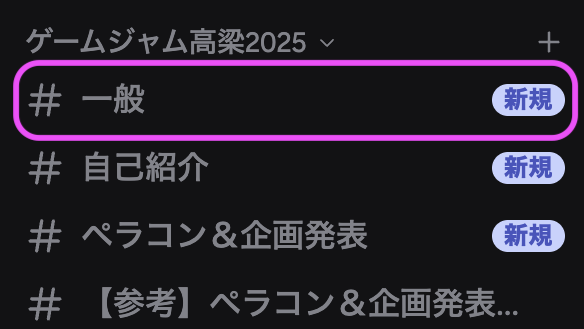 ゲームジャム高梁2025
# 一般 新規
# 自己紹介 新規
# ペラコン＆企画発表 新規
# 【参考】ペラコン＆企画発表...